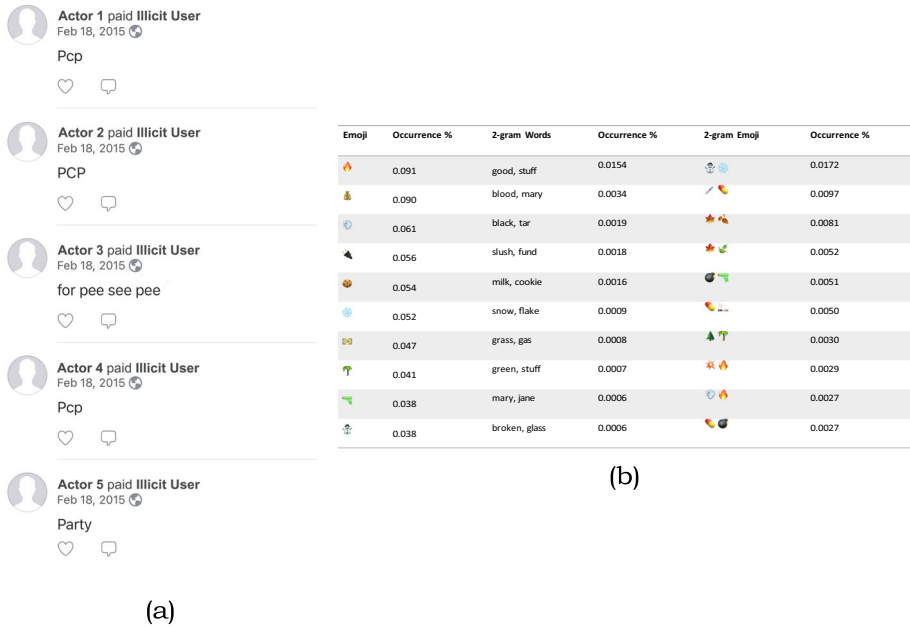 Actor 1 paid Illicit User
Feb 18, 2015
Pcp
Actor 2 paid Illicit User
Feb 18, 2015
PCP
Actor 3 paid Illicit User
Feb 18, 2015
for pee see pee
Actor 4 paid Illicit User
Feb 18, 2015
Pcp
Actor 5 paid Illicit User
Feb 18, 2015
Party
(a)
Emoji Occurrence % 2-gram Words Occurrence % 2-gram Emoji Occurrence %
🔥 0.091 good, stuff 0.0154 ☃️ ❄️ 0.0172
💰 0.090 blood, mary 0.0034 💉 💊 0.0097
💨 0.061 black, tar 0.0019 🍁 🍂 0.0081
🔌 0.056 slush, fund 0.0018 🍁 🍃 0.0052
🍪 0.054 milk, cookie 0.0016 💣 🔫 0.0051
❄️ 0.052 snow, flake 0.0009 💊 🚬 0.0050
0.047 grass, gas 0.0008 🌲 🌴 0.0030
🌴 0.041 green, stuff 0.0007 💥 🔥 0.0029
🔫 0.038 mary, jane 0.0006 💨 🔥 0.0027
☃️ 0.038 broken, glass 0.0006 💊 💣 0.0027
(b)